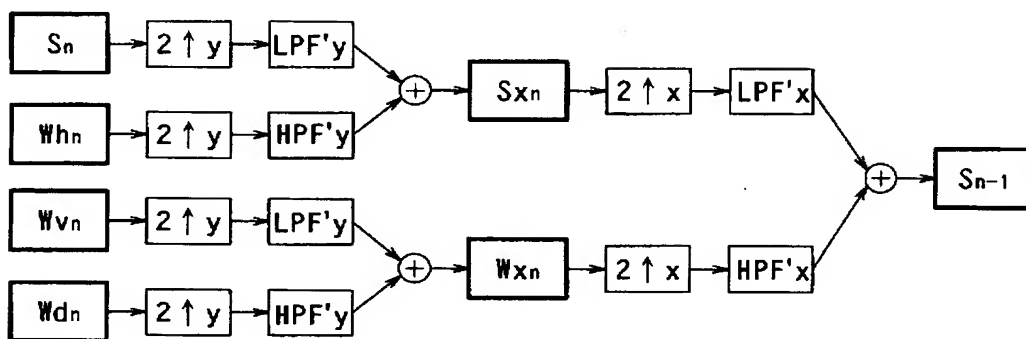 Sn 2↑y LPF'y
Sxn 2↑x LPF'x
Whn 2↑y HPF'y
Sn-1
Wvn 2↑y LPF'y
Wxn 2↑x HPF'x
Wdn 2↑y HPF'y